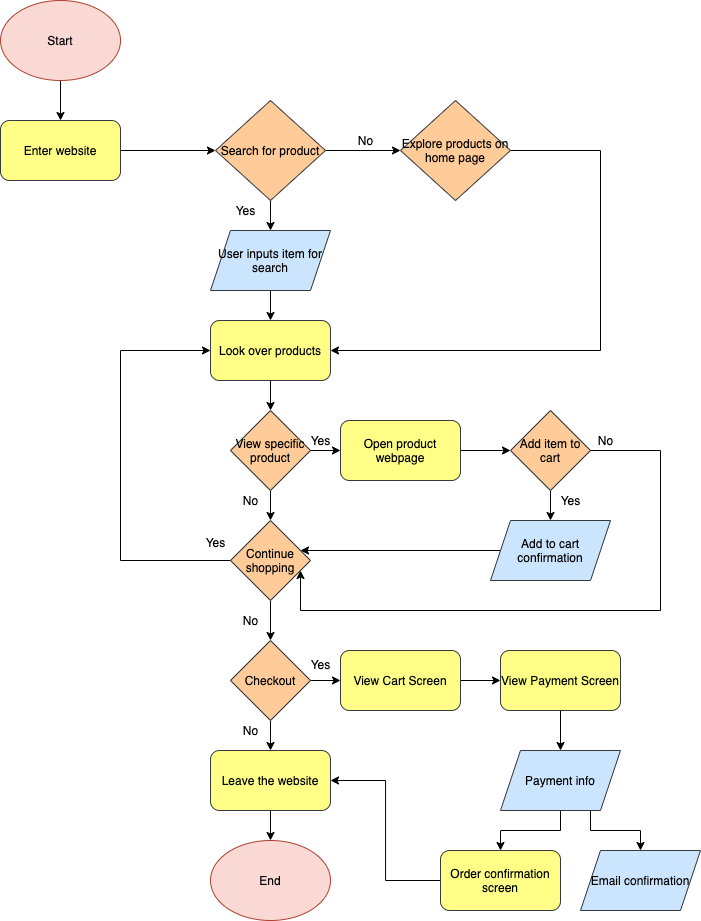 Start
Enter website
Search for product
No
Explore products on
home page
Yes
User inputs item for
search
Look over products
View specific
product
Yes
Open product
webpage
Add item to
cart
No
No
Yes
Yes
Continue
shopping
Add to cart
confirmation
No
Checkout
Yes
View Cart Screen
View Payment Screen
No
Leave the website
Payment info
End
Order confirmation
screen
Email confirmation